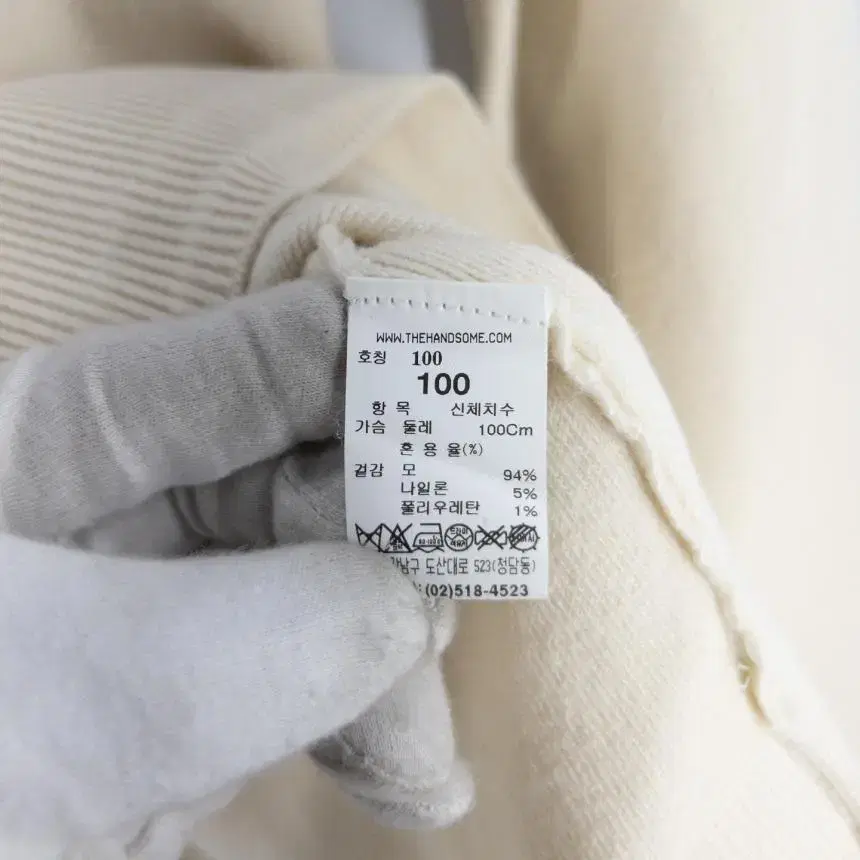 WWW.THEHANDSOME.COM
호칭 100
100
항 목 신체치수
가슴 둘레 100Cm
혼 용 율(%)
겉감 모 94%
나일론 5%
폴리우레탄 1%
강남구 도산대로 523(청담동)
:(02)518-4523